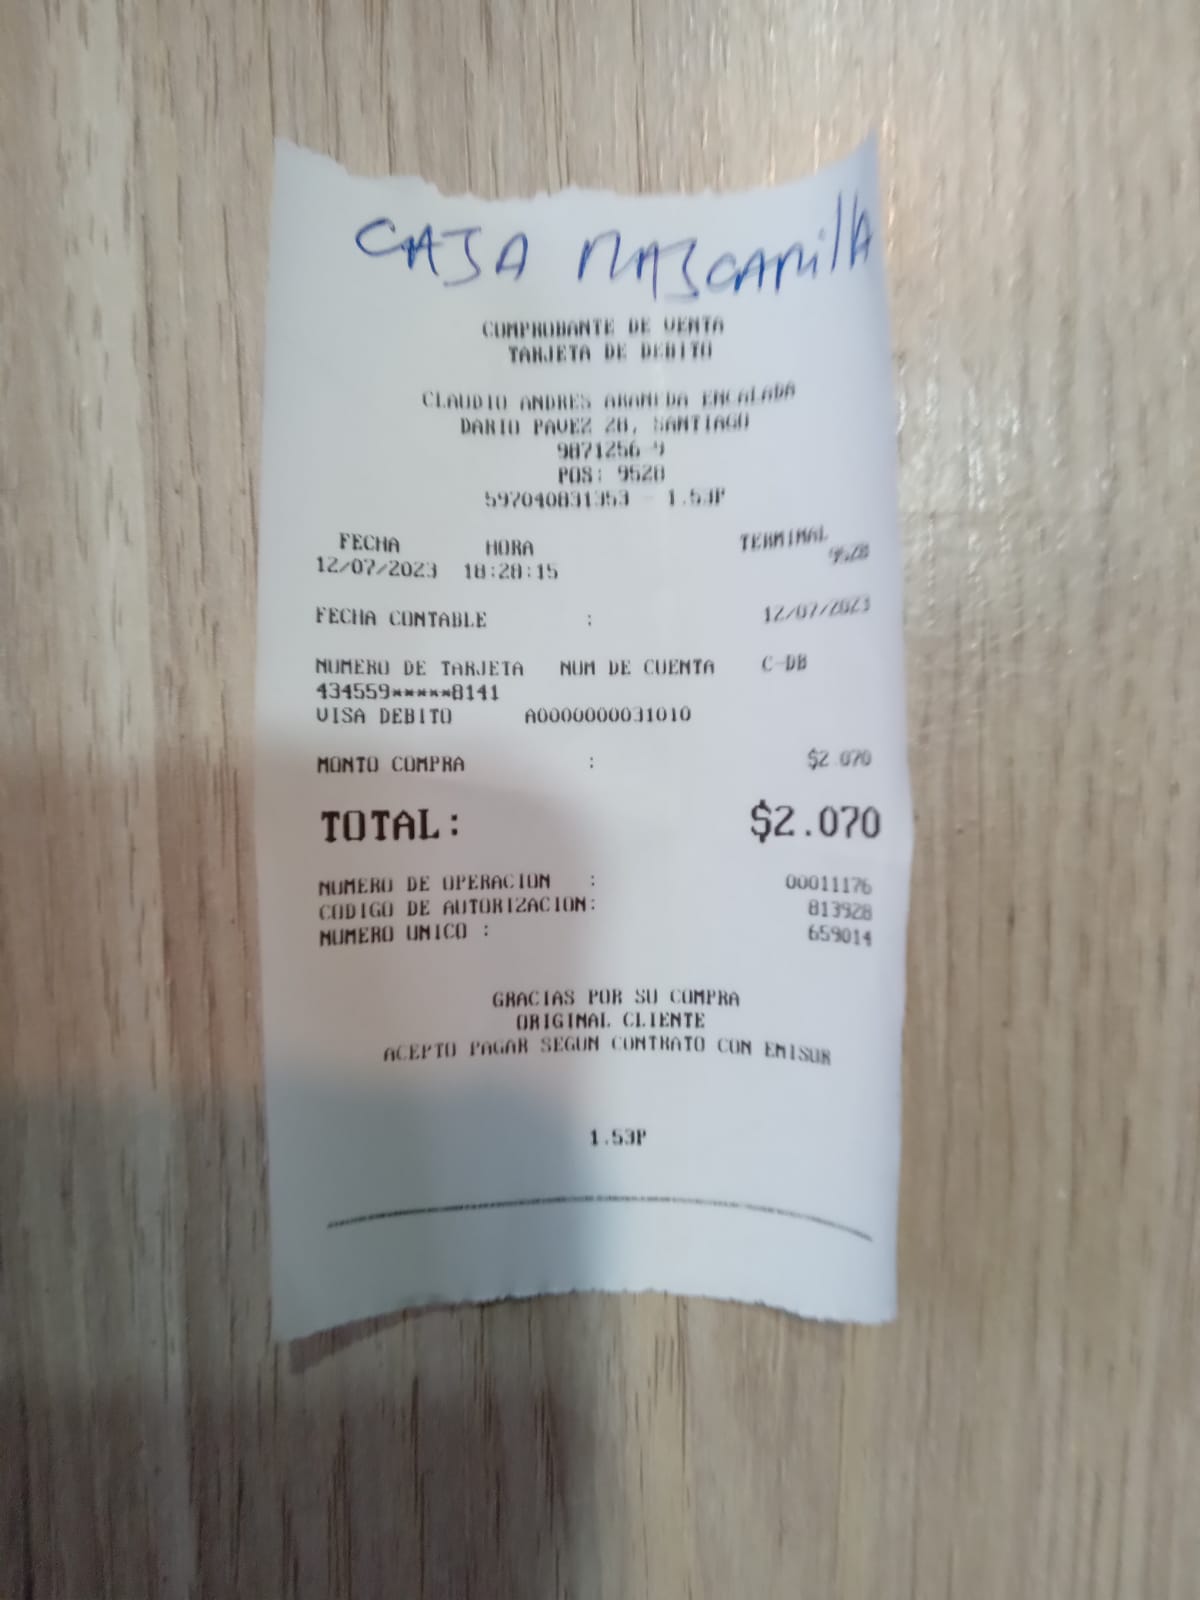 CAJA MASCARILLA
COMPROBANTE DE VENTA
TARJETA DE DEBITO
CLAUDIO ANDRES ARANEDA ENCALADA
DARIO PAVEZ 28, SANTIAGO
9871256-9
POS: 9528
597040831353 - 1.53P
FECHA HORA TERMINAL
12/07/2023 18:28:15 9528
FECHA CONTABLE : 12/07/2023
NUMERO DE TARJETA NUM DE CUENTA C-DB
434559*****8141
VISA DEBITO A0000000031010
MONTO COMPRA : $2.070
TOTAL: $2.070
NUMERO DE OPERACION : 00011176
CODIGO DE AUTORIZACION: 813928
NUMERO UNICO : 659014
GRACIAS POR SU COMPRA
ORIGINAL CLIENTE
ACEPTO PAGAR SEGUN CONTRATO CON EMISOR
1.53P